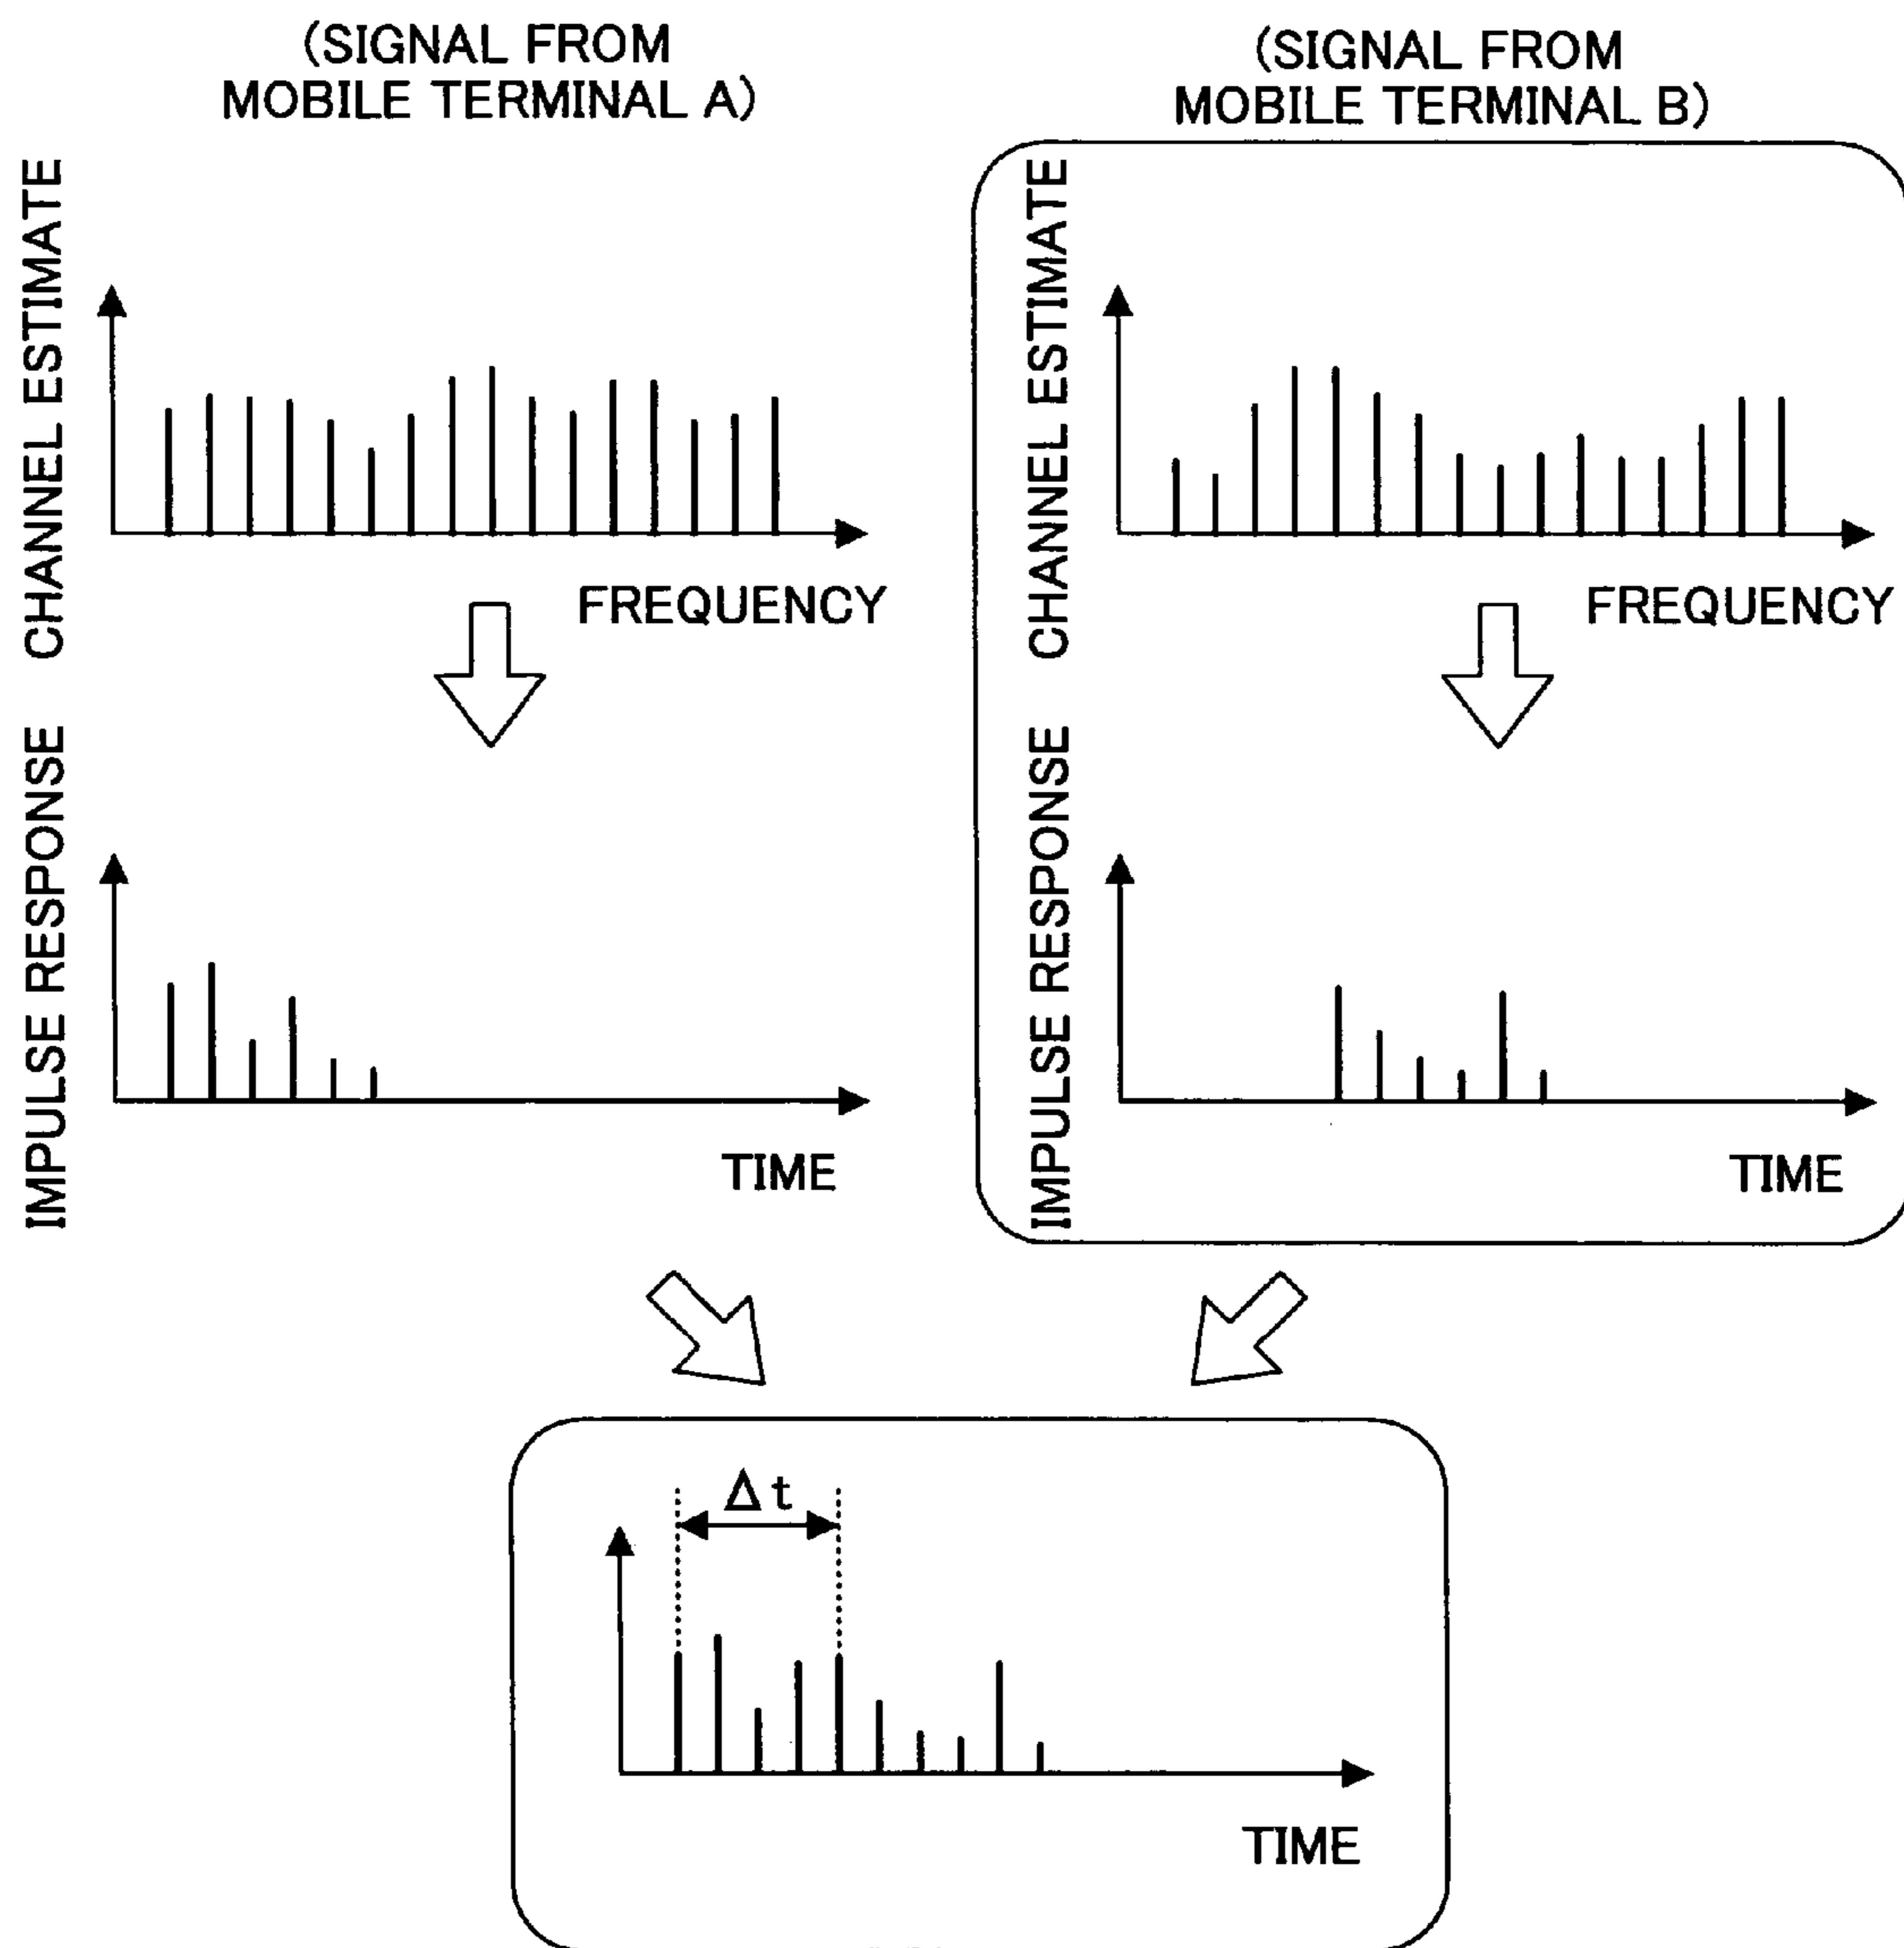 (SIGNAL FROM
MOBILE TERMINAL A)
CHANNEL ESTIMATE
FREQUENCY
IMPULSE RESPONSE
TIME
(SIGNAL FROM
MOBILE TERMINAL B)
CHANNEL ESTIMATE
FREQUENCY
IMPULSE RESPONSE
TIME
Δt
TIME